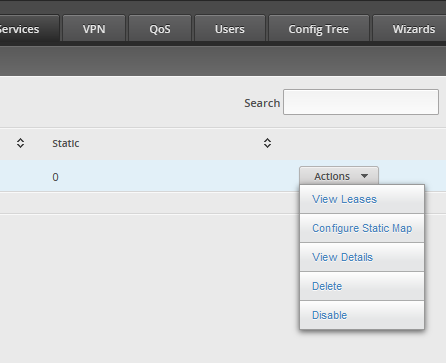 Services VPN QoS Users Config Tree Wizards
Search
Static
0 Actions
View Leases
Configure Static Map
View Details
Delete
Disable